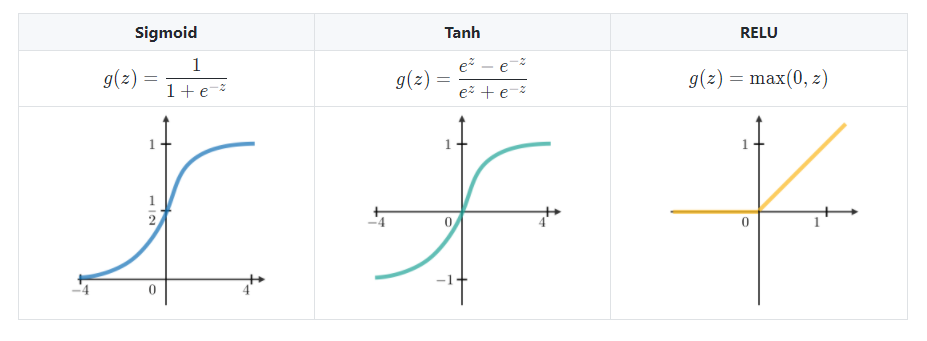 Sigmoid Tanh RELU
g(z) = 1 / (1 + e^{-z}) g(z) = (e^z − e^{-z}) / (e^z + e^{-z}) g(z) = max(0, z)
1 1 1
1/2
−4 0 4 −4 0 4 0 1
−1